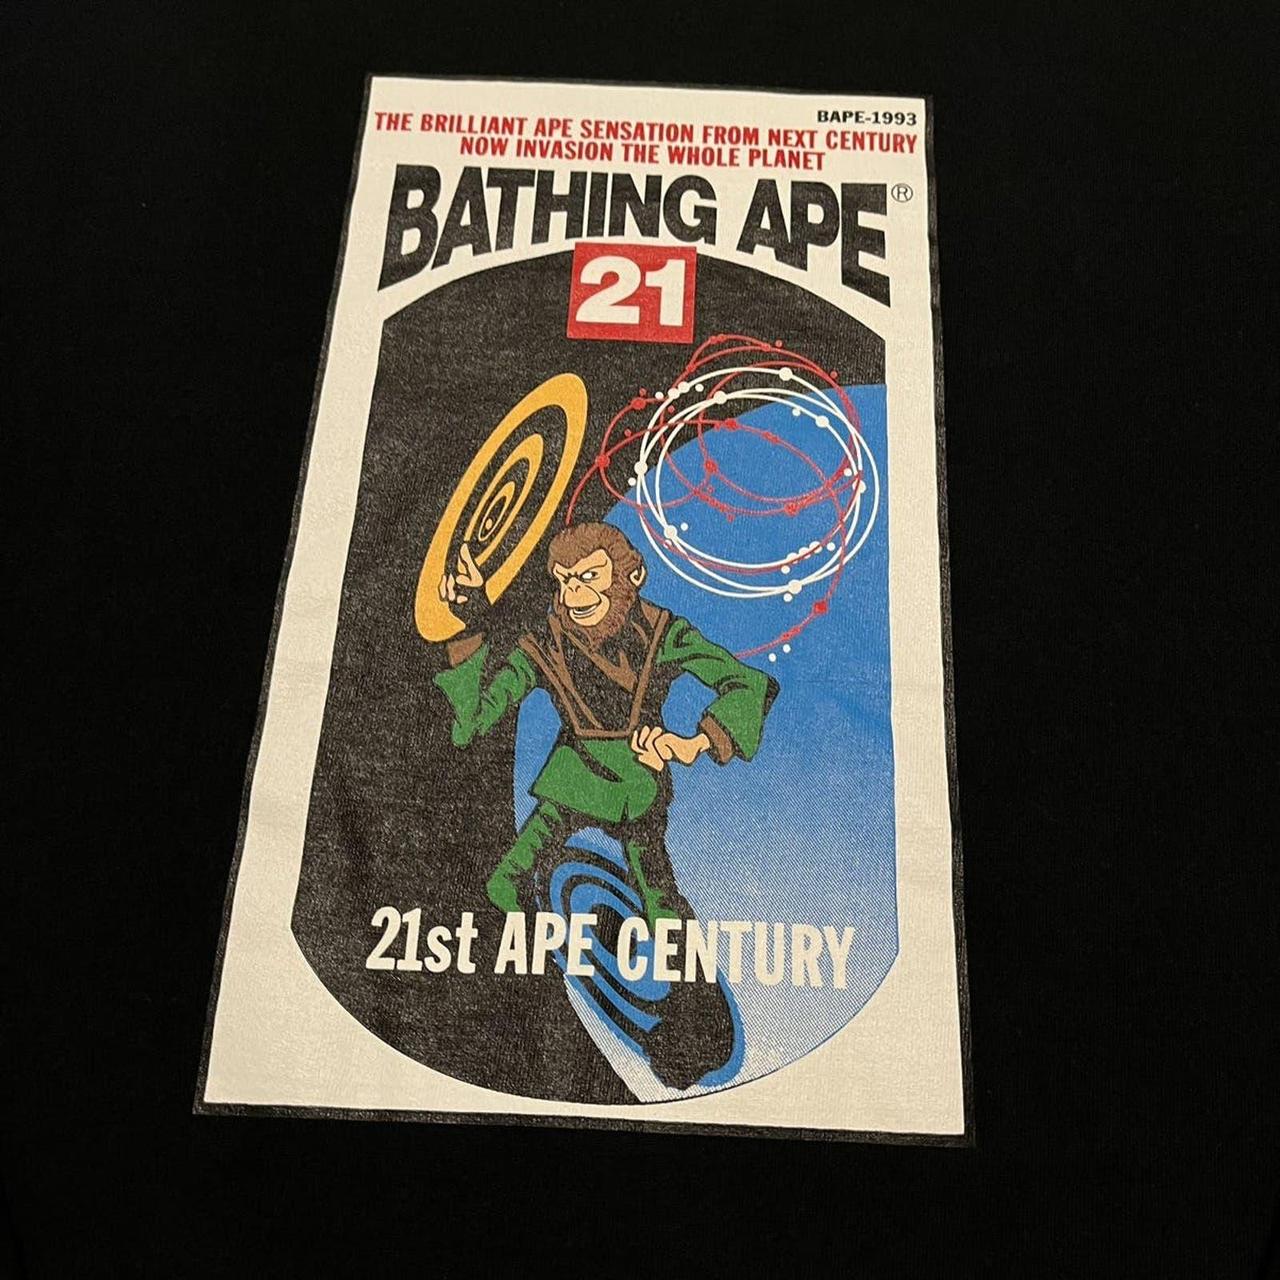 BAPE-1993
THE BRILLIANT APE SENSATION FROM NEXT CENTURY
NOW INVASION THE WHOLE PLANET
BATHING APE®
21
21st APE CENTURY